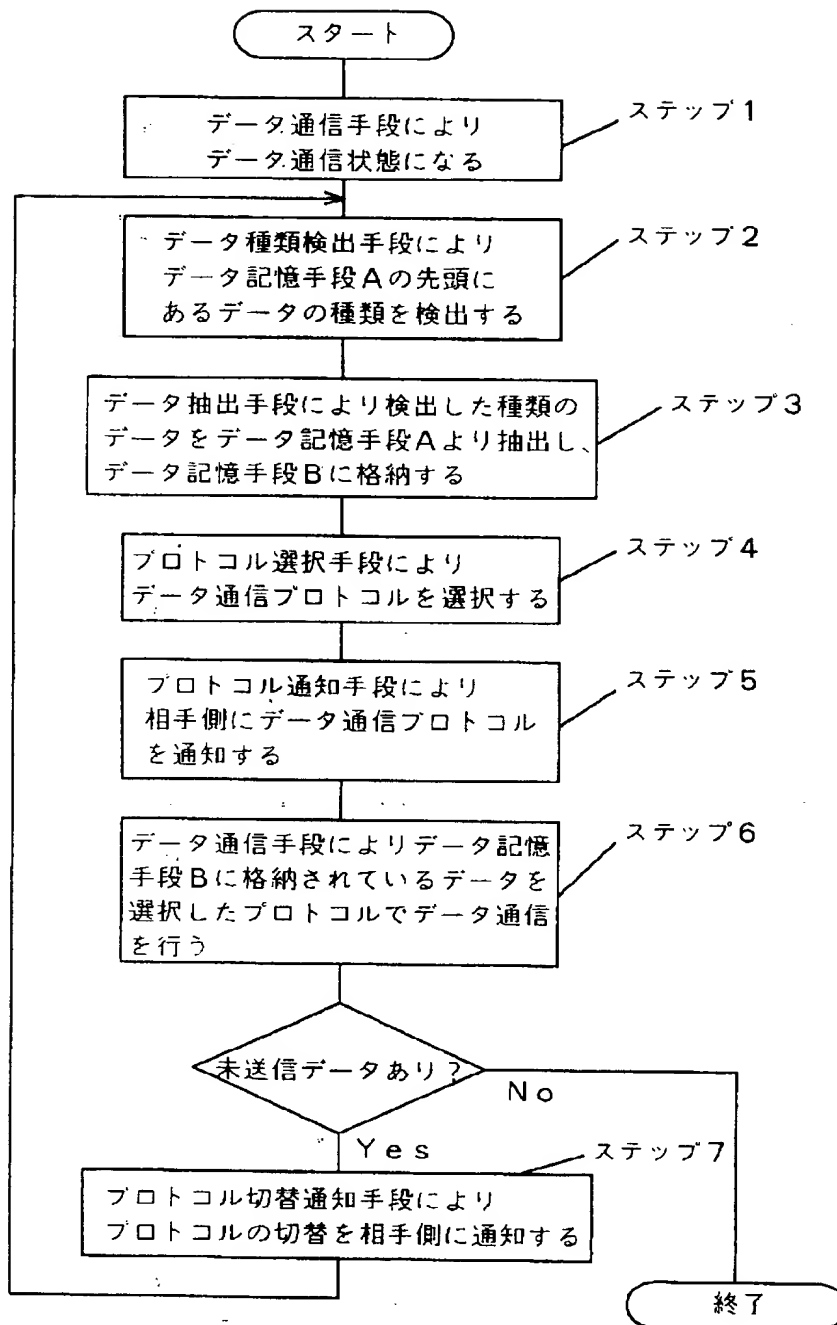 スタート
データ通信手段により
データ通信状態になる
ステップ1
データ種類検出手段により
データ記憶手段Aの先頭に
あるデータの種類を検出する
ステップ2
データ抽出手段により検出した種類の
データをデータ記憶手段Aより抽出し、
データ記憶手段Bに格納する
ステップ3
プロトコル選択手段により
データ通信プロトコルを選択する
ステップ4
プロトコル通知手段により
相手側にデータ通信プロトコル
を通知する
ステップ5
データ通信手段によりデータ記憶
手段Bに格納されているデータを
選択したプロトコルでデータ通信
を行う
ステップ6
未送信データあり?
No
Yes
ステップ7
プロトコル切替通知手段により
プロトコルの切替を相手側に通知する
終了